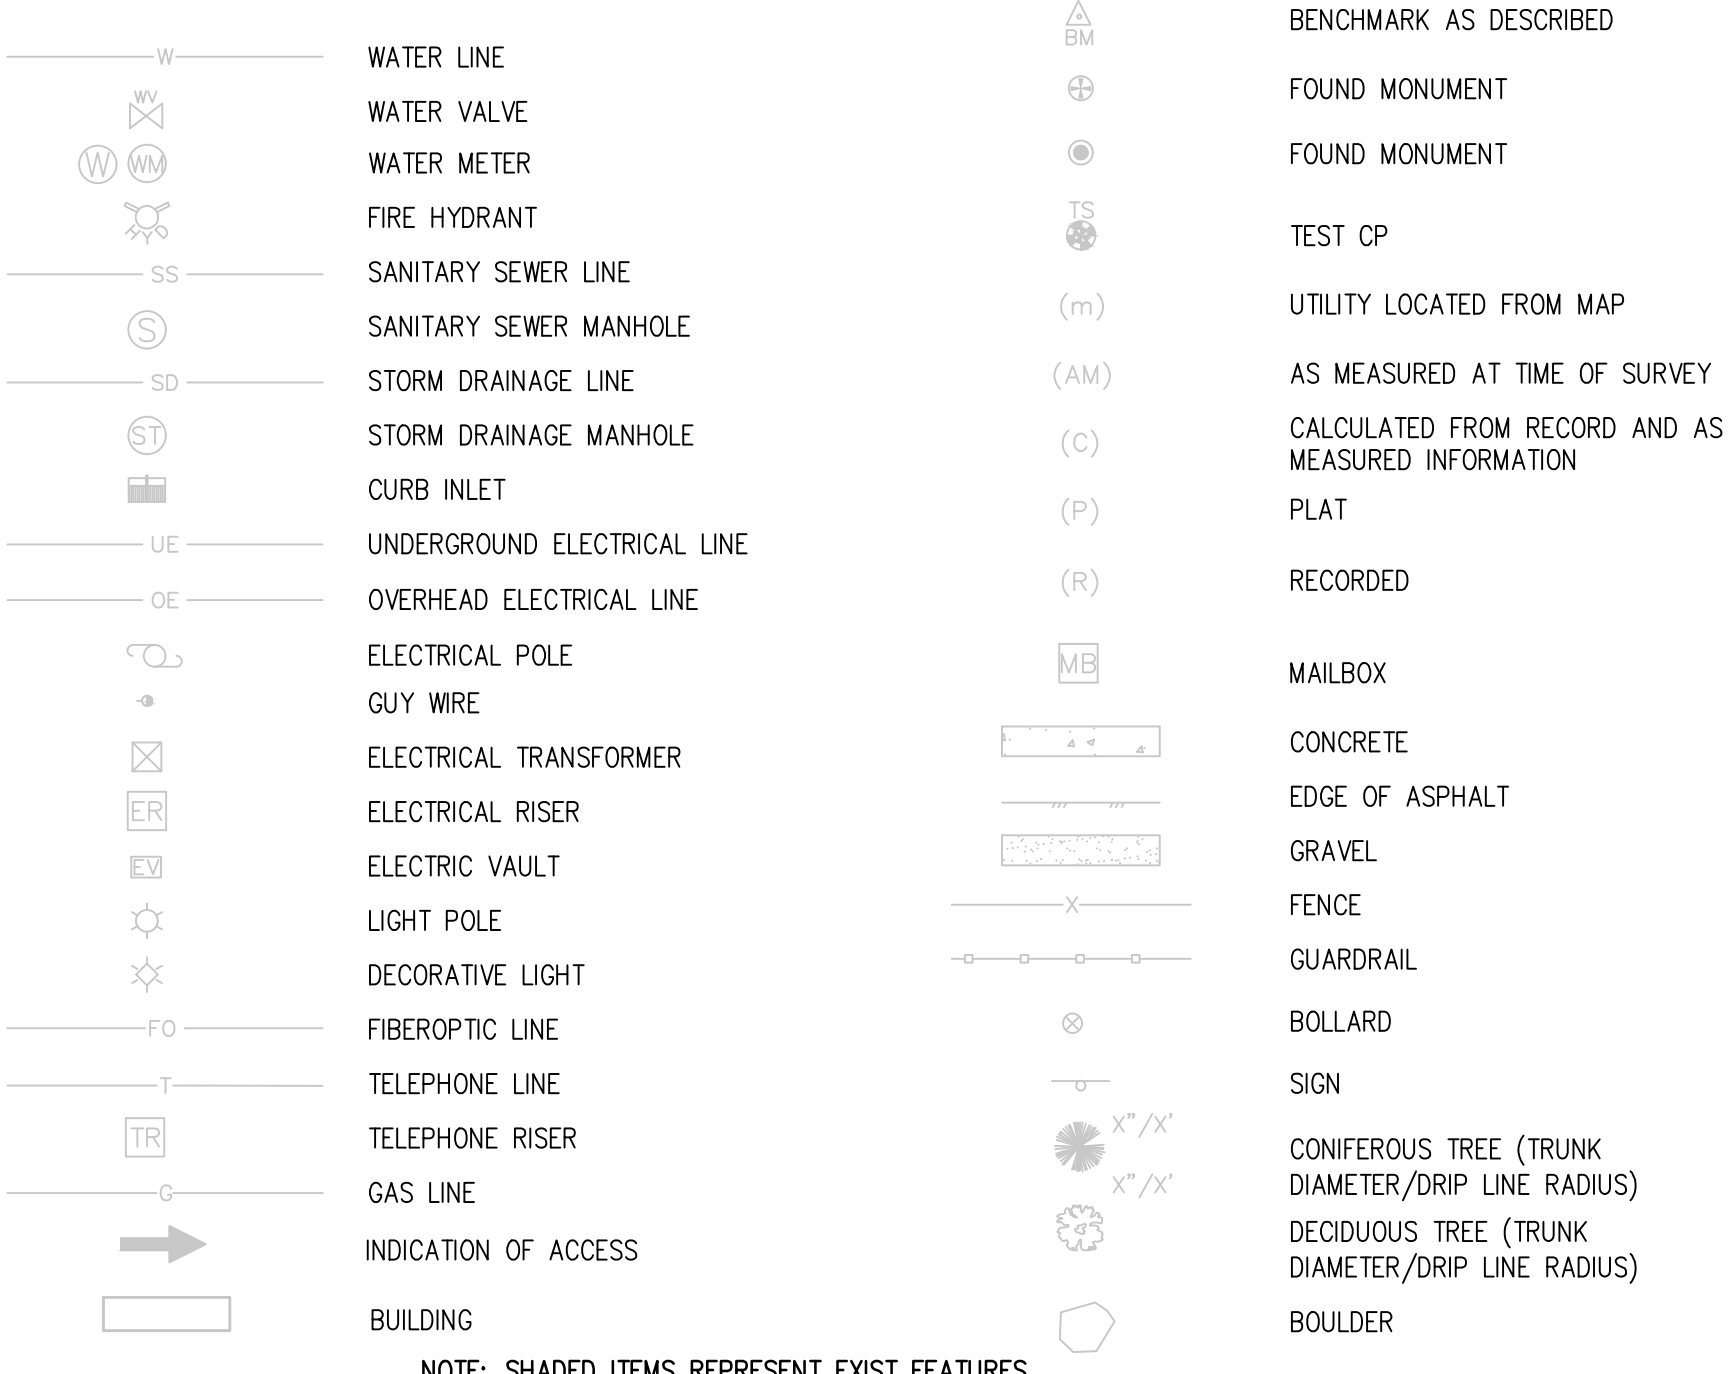 W WATER LINE
WV
WATER VALVE
W WM WATER METER
FIRE HYDRANT
SS SANITARY SEWER LINE
S SANITARY SEWER MANHOLE
SD STORM DRAINAGE LINE
ST STORM DRAINAGE MANHOLE
CURB INLET
UE UNDERGROUND ELECTRICAL LINE
OE OVERHEAD ELECTRICAL LINE
ELECTRICAL POLE
GUY WIRE
ELECTRICAL TRANSFORMER
ER ELECTRICAL RISER
EV ELECTRIC VAULT
LIGHT POLE
DECORATIVE LIGHT
FO FIBEROPTIC LINE
T TELEPHONE LINE
TR TELEPHONE RISER
G GAS LINE
INDICATION OF ACCESS
BUILDING
BENCHMARK AS DESCRIBED
BM
FOUND MONUMENT
FOUND MONUMENT
TS
TEST CP
(m) UTILITY LOCATED FROM MAP
(AM) AS MEASURED AT TIME OF SURVEY
(C) CALCULATED FROM RECORD AND AS
MEASURED INFORMATION
(P) PLAT
(R) RECORDED
MB MAILBOX
CONCRETE
EDGE OF ASPHALT
GRAVEL
X FENCE
GUARDRAIL
BOLLARD
SIGN
X"/X'
CONIFEROUS TREE (TRUNK
DIAMETER/DRIP LINE RADIUS)
X"/X'
DECIDUOUS TREE (TRUNK
DIAMETER/DRIP LINE RADIUS)
BOULDER
NOTE: SHADED ITEMS REPRESENT EXIST FEATURES